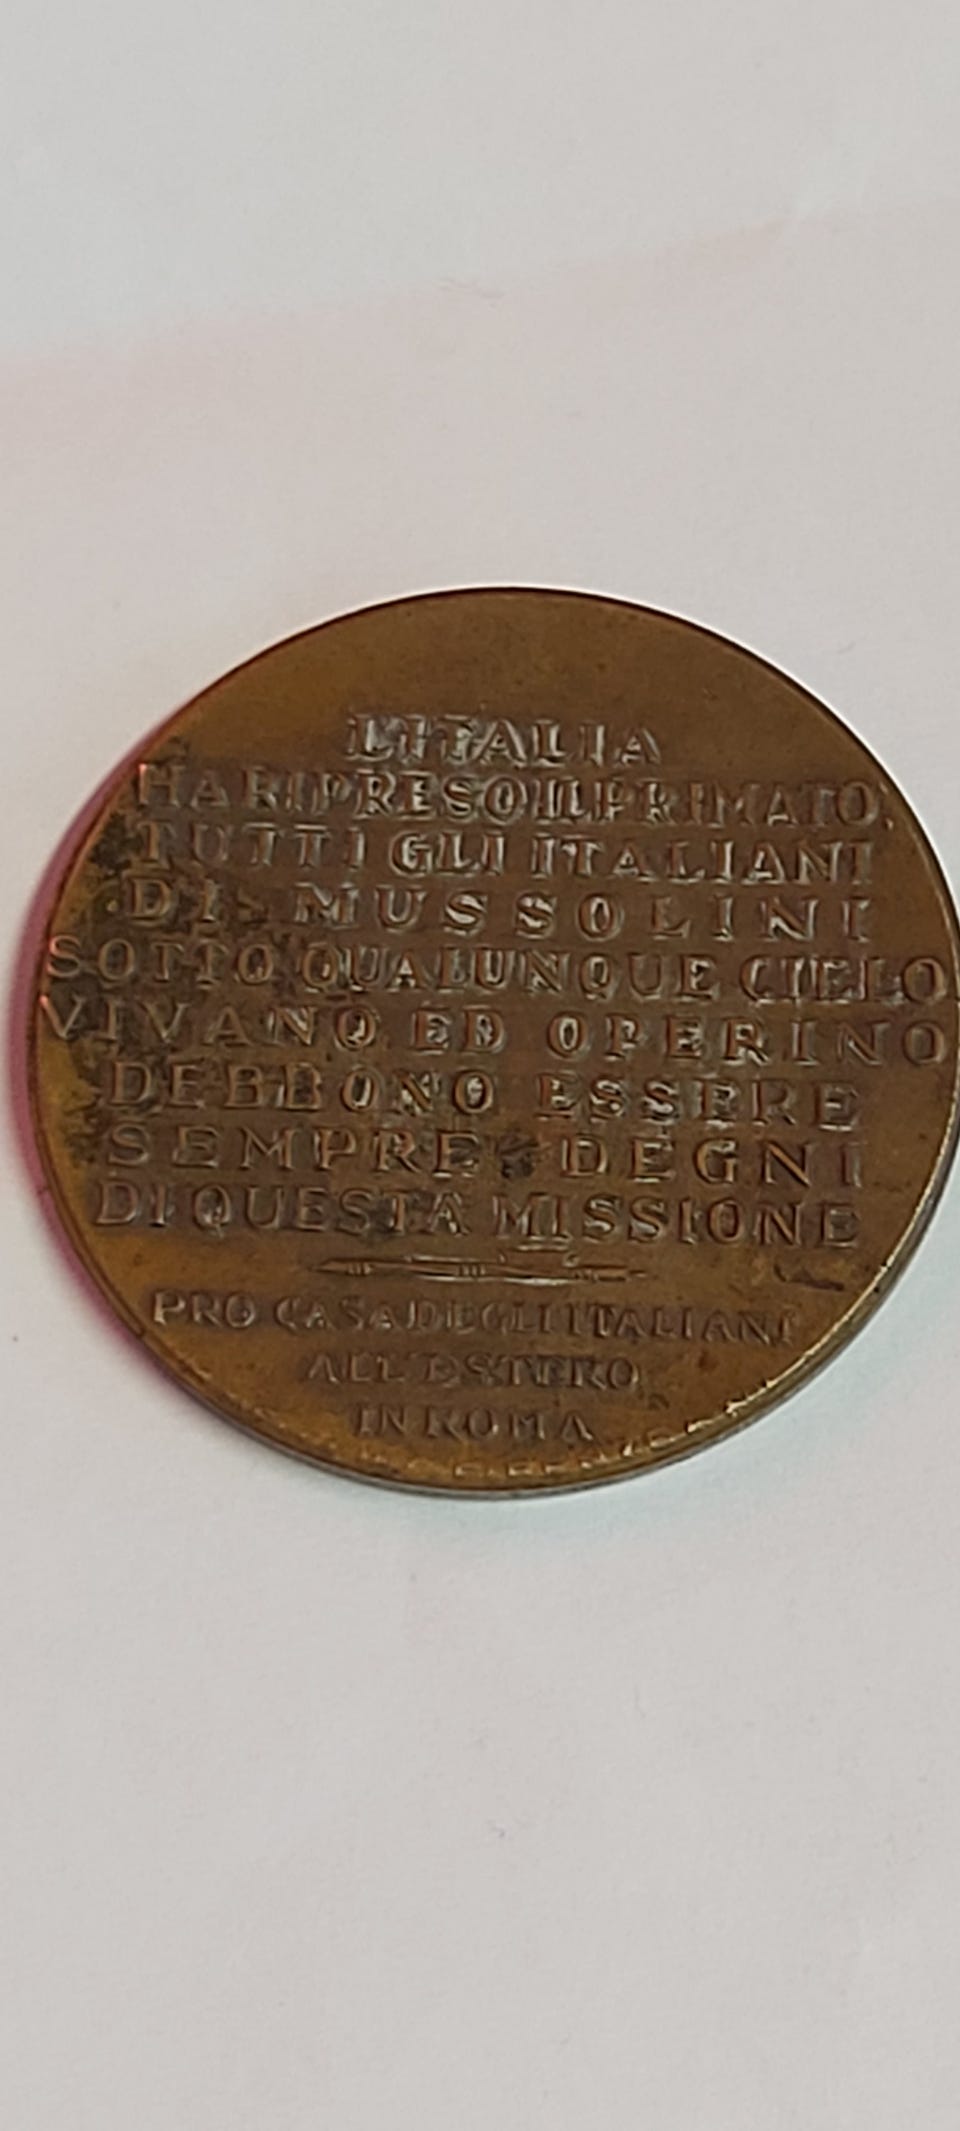 L'ITALIA
HA RIPRESO IL PRIMATO,
TUTTI GLI ITALIANI
DI MUSSOLINI
SOTTO QUALUNQUE CIELO
VIVANO ED OPERINO
DEBBONO ESSERE
SEMPRE DEGNI
DI QUESTA MISSIONE
PRO CASA DEGLI ITALIANI
ALL'ESTERO
IN ROMA